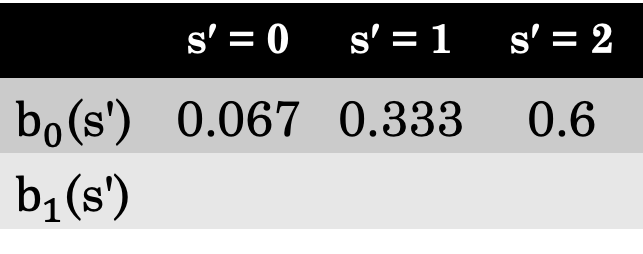 s′ = 0 s′ = 1 s′ = 2
b₀(s') 0.067 0.333 0.6
b₁(s')